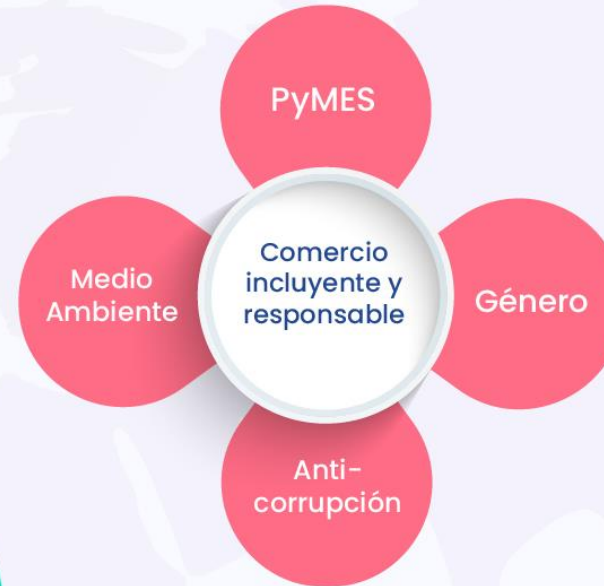 PyMES
Medio
Ambiente
Comercio
incluyente y
responsable
Género
Anti-
corrupción